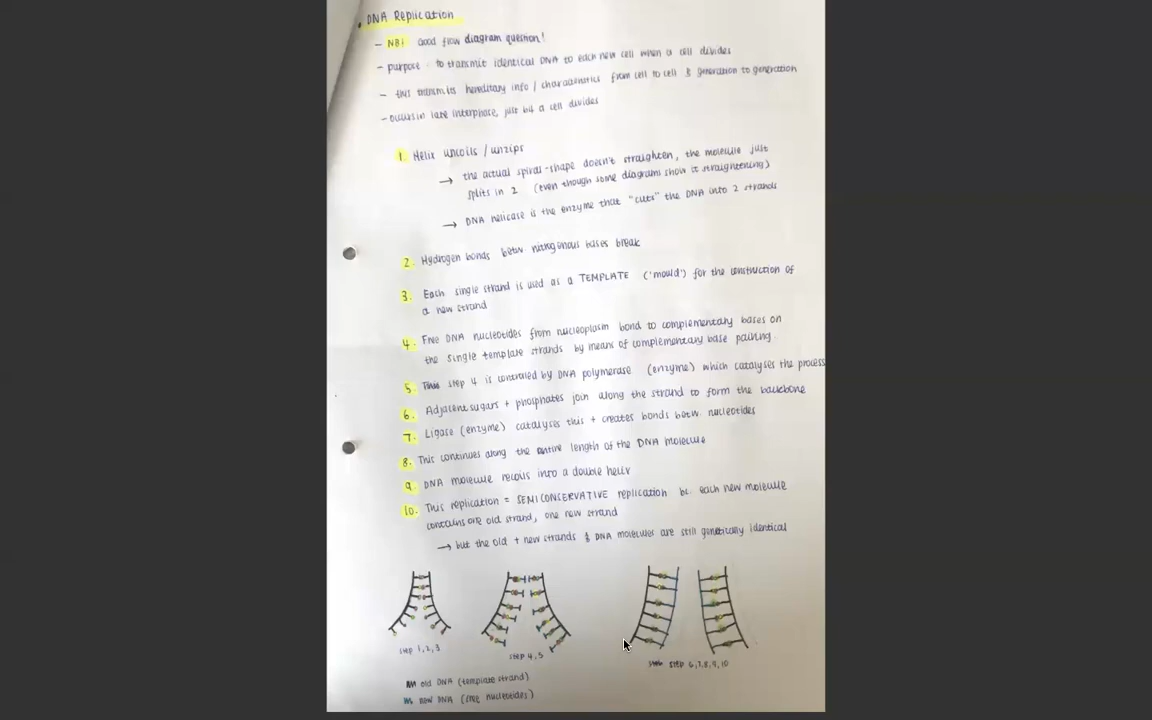 • DNA Replication
- NB! Good flow diagram question!
- purpose - to transmit identical DNA to each new cell when a cell divides
- this transmits hereditary info / characteristics from cell to cell & generation to generation
- occurs in late interphase, just b4 a cell divides
1. Helix uncoils / unzips
→ the actual spiral-shape doesn't straighten, the molecule just
splits in 2 (even though some diagrams show it straightening)
→ DNA helicase is the enzyme that "cuts" the DNA into 2 strands
2. Hydrogen bonds betw. nitrogenous bases break
3. Each single strand is used as a TEMPLATE ('mould') for the construction of
a new strand
4. Free DNA nucleotides from nucleoplasm bond to complementary bases on
the single template strands by means of complementary base pairing.
5. This step 4 is controlled by DNA polymerase (enzyme) which catalyses the process
6. Adjacent sugars + phosphates join along the strand to form the backbone
7. Ligase (enzyme) catalyses this + creates bonds betw. nucleotides
8. This continues along the entire length of the DNA molecule
9. DNA molecule recoils into a double helix
10. This replication = SEMICONSERVATIVE replication bc. each new molecule
contains one old strand, one new strand
→ but the old + new strands & DNA molecules are still genetically identical
step 1,2,3
step 4,5
step 6,7,8,9,10
old DNA (template strand)
new DNA (free nucleotides)